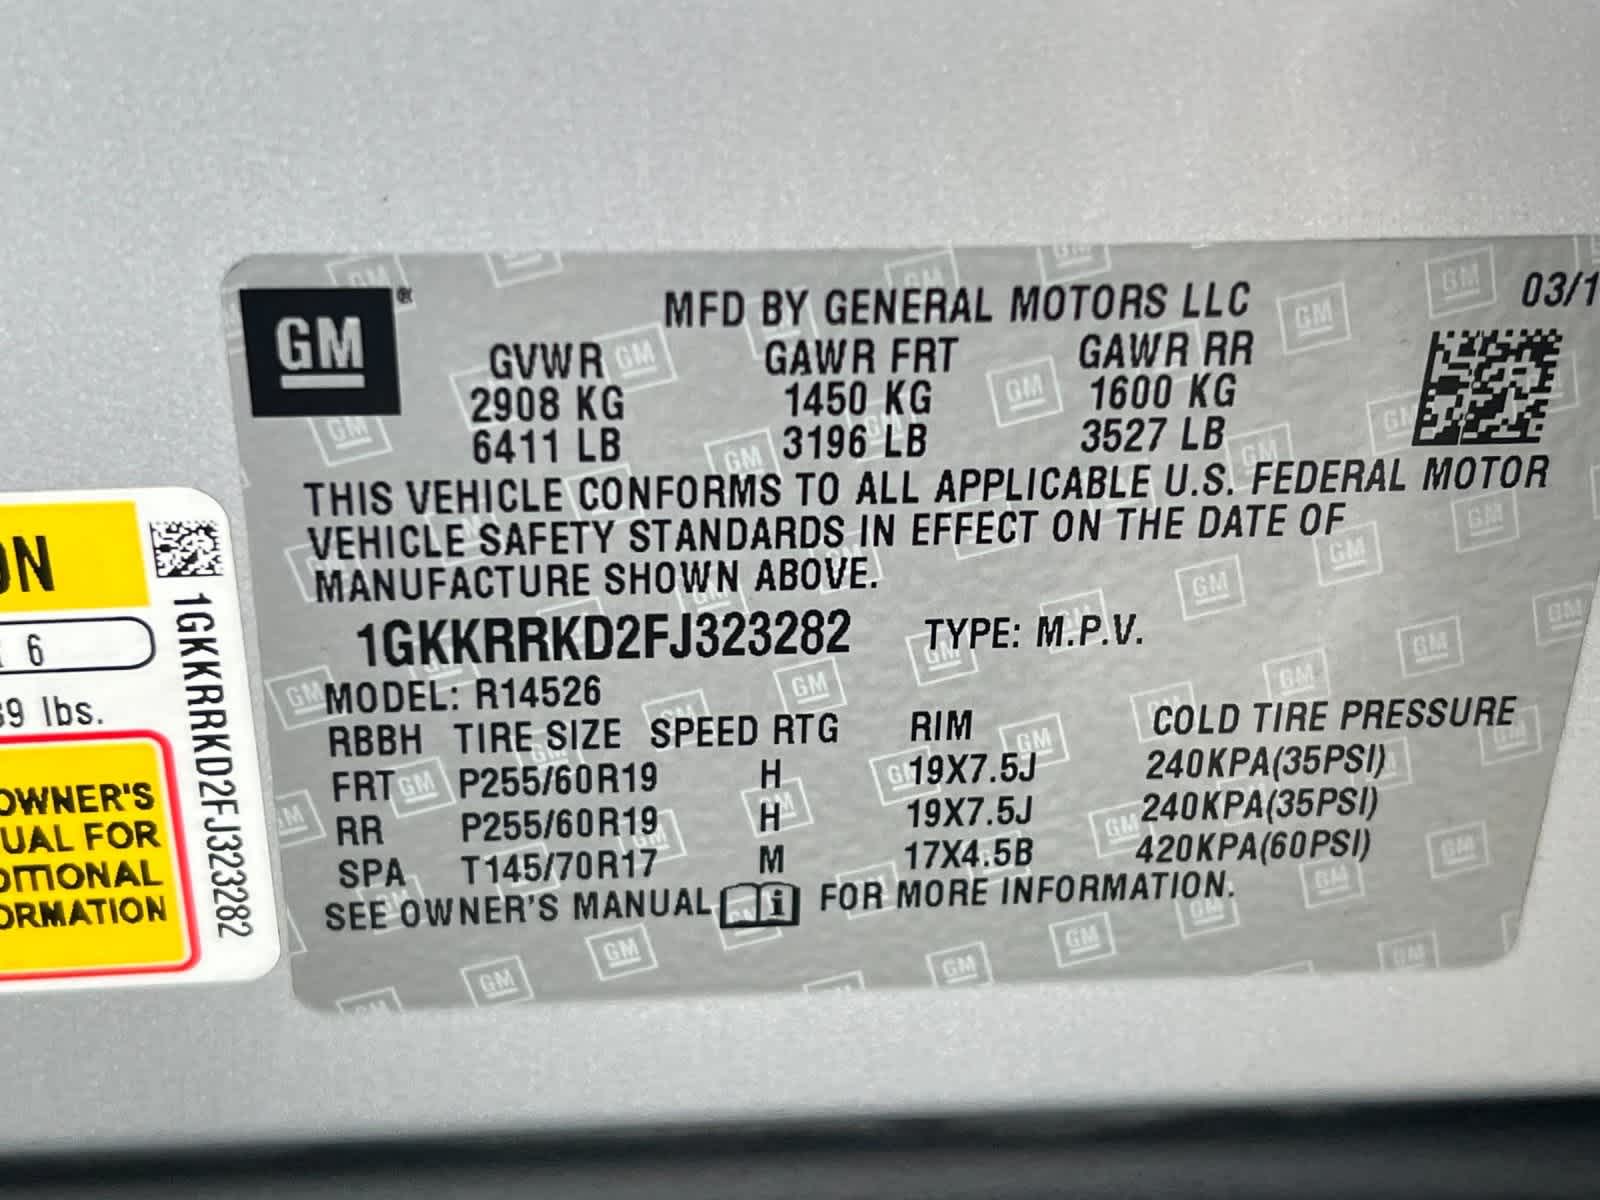 GM®
MFD BY GENERAL MOTORS LLC
03/1
GVWR GAWR FRT GAWR RR
2908 KG 1450 KG 1600 KG
6411 LB 3196 LB 3527 LB
THIS VEHICLE CONFORMS TO ALL APPLICABLE U.S. FEDERAL MOTOR
VEHICLE SAFETY STANDARDS IN EFFECT ON THE DATE OF
MANUFACTURE SHOWN ABOVE.
1GKKRRKD2FJ323282 TYPE: M.P.V.
MODEL: R14526
RBBH TIRE SIZE SPEED RTG RIM COLD TIRE PRESSURE
FRT P255/60R19 H 19X7.5J 240KPA(35PSI)
RR P255/60R19 H 19X7.5J 240KPA(35PSI)
SPA T145/70R17 M 17X4.5B 420KPA(60PSI)
SEE OWNER'S MANUAL i FOR MORE INFORMATION.
ON
6
39 lbs.
OWNER'S
UAL FOR
DITIONAL
ORMATION
1GKKRRKD2FJ323282